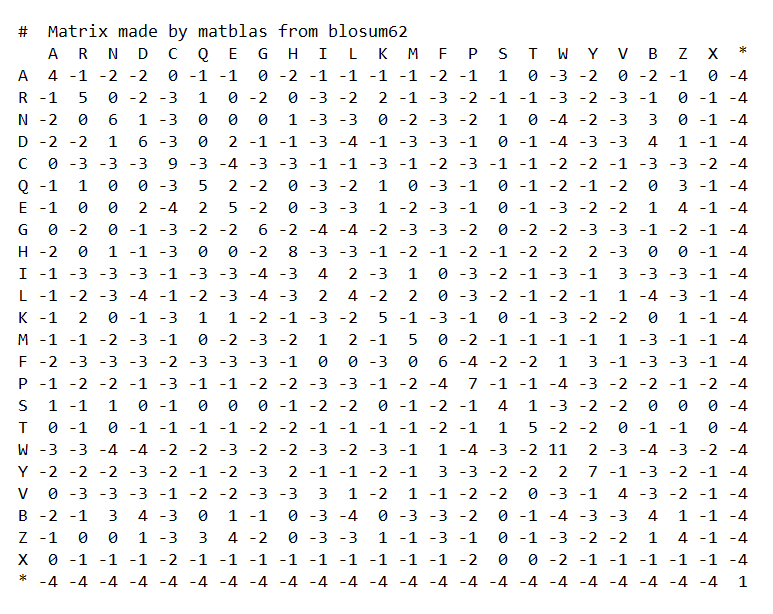 #  Matrix made by matblas from blosum62
   A  R  N  D  C  Q  E  G  H  I  L  K  M  F  P  S  T  W  Y  V  B  Z  X  *
A  4 -1 -2 -2  0 -1 -1  0 -2 -1 -1 -1 -1 -2 -1  1  0 -3 -2  0 -2 -1  0 -4
R -1  5  0 -2 -3  1  0 -2  0 -3 -2  2 -1 -3 -2 -1 -1 -3 -2 -3 -1  0 -1 -4
N -2  0  6  1 -3  0  0  0  1 -3 -3  0 -2 -3 -2  1  0 -4 -2 -3  3  0 -1 -4
D -2 -2  1  6 -3  0  2 -1 -1 -3 -4 -1 -3 -3 -1  0 -1 -4 -3 -3  4  1 -1 -4
C  0 -3 -3 -3  9 -3 -4 -3 -3 -1 -1 -3 -1 -2 -3 -1 -1 -2 -2 -1 -3 -3 -2 -4
Q -1  1  0  0 -3  5  2 -2  0 -3 -2  1  0 -3 -1  0 -1 -2 -1 -2  0  3 -1 -4
E -1  0  0  2 -4  2  5 -2  0 -3 -3  1 -2 -3 -1  0 -1 -3 -2 -2  1  4 -1 -4
G  0 -2  0 -1 -3 -2 -2  6 -2 -4 -4 -2 -3 -3 -2  0 -2 -2 -3 -3 -1 -2 -1 -4
H -2  0  1 -1 -3  0  0 -2  8 -3 -3 -1 -2 -1 -2 -1 -2 -2  2 -3  0  0 -1 -4
I -1 -3 -3 -3 -1 -3 -3 -4 -3  4  2 -3  1  0 -3 -2 -1 -3 -1  3 -3 -3 -1 -4
L -1 -2 -3 -4 -1 -2 -3 -4 -3  2  4 -2  2  0 -3 -2 -1 -2 -1  1 -4 -3 -1 -4
K -1  2  0 -1 -3  1  1 -2 -1 -3 -2  5 -1 -3 -1  0 -1 -3 -2 -2  0  1 -1 -4
M -1 -1 -2 -3 -1  0 -2 -3 -2  1  2 -1  5  0 -2 -1 -1 -1 -1  1 -3 -1 -1 -4
F -2 -3 -3 -3 -2 -3 -3 -3 -1  0  0 -3  0  6 -4 -2 -2  1  3 -1 -3 -3 -1 -4
P -1 -2 -2 -1 -3 -1 -1 -2 -2 -3 -3 -1 -2 -4  7 -1 -1 -4 -3 -2 -2 -1 -2 -4
S  1 -1  1  0 -1  0  0  0 -1 -2 -2  0 -1 -2 -1  4  1 -3 -2 -2  0  0  0 -4
T  0 -1  0 -1 -1 -1 -1 -2 -2 -1 -1 -1 -1 -2 -1  1  5 -2 -2  0 -1 -1  0 -4
W -3 -3 -4 -4 -2 -2 -3 -2 -2 -3 -2 -3 -1  1 -4 -3 -2 11  2 -3 -4 -3 -2 -4
Y -2 -2 -2 -3 -2 -1 -2 -3  2 -1 -1 -2 -1  3 -3 -2 -2  2  7 -1 -3 -2 -1 -4
V  0 -3 -3 -3 -1 -2 -2 -3 -3  3  1 -2  1 -1 -2 -2  0 -3 -1  4 -3 -2 -1 -4
B -2 -1  3  4 -3  0  1 -1  0 -3 -4  0 -3 -3 -2  0 -1 -4 -3 -3  4  1 -1 -4
Z -1  0  0  1 -3  3  4 -2  0 -3 -3  1 -1 -3 -1  0 -1 -3 -2 -2  1  4 -1 -4
X  0 -1 -1 -1 -2 -1 -1 -1 -1 -1 -1 -1 -1 -1 -2  0  0 -2 -1 -1 -1 -1 -1 -4
* -4 -4 -4 -4 -4 -4 -4 -4 -4 -4 -4 -4 -4 -4 -4 -4 -4 -4 -4 -4 -4 -4 -4  1